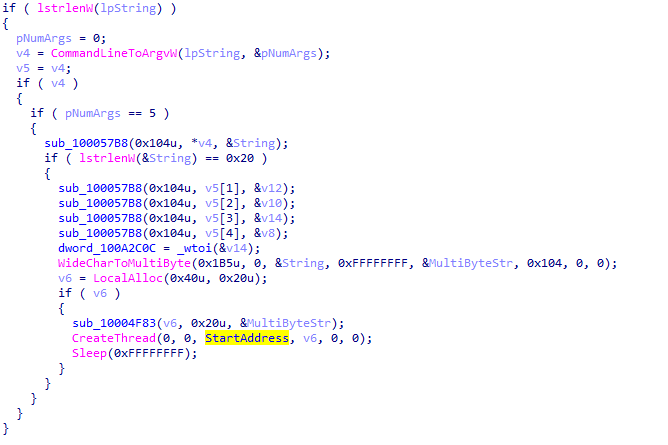 if ( lstrlenW(lpString) )
{
  pNumArgs = 0;
  v4 = CommandLineToArgvW(lpString, &pNumArgs);
  v5 = v4;
  if ( v4 )
  {
    if ( pNumArgs == 5 )
    {
      sub_100057B8(0x104u, *v4, &String);
      if ( lstrlenW(&String) == 0x20 )
      {
        sub_100057B8(0x104u, v5[1], &v12);
        sub_100057B8(0x104u, v5[2], &v10);
        sub_100057B8(0x104u, v5[3], &v14);
        sub_100057B8(0x104u, v5[4], &v8);
        dword_100A2C0C = _wtoi(&v14);
        WideCharToMultiByte(0x1B5u, 0, &String, 0xFFFFFFFF, &MultiByteStr, 0x104, 0, 0);
        v6 = LocalAlloc(0x40u, 0x20u);
        if ( v6 )
        {
          sub_10004F83(v6, 0x20u, &MultiByteStr);
          CreateThread(0, 0, StartAddress, v6, 0, 0);
          Sleep(0xFFFFFFFF);
        }
      }
    }
  }
}